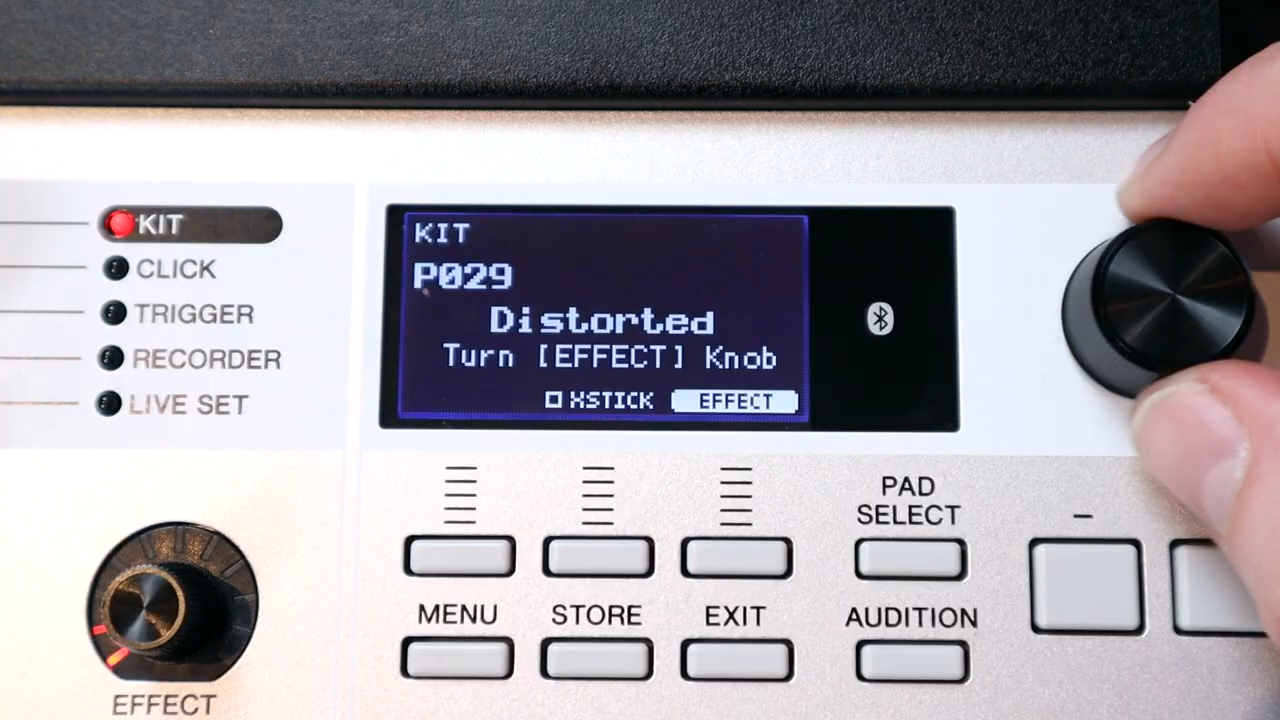 KIT
CLICK
TRIGGER
RECORDER
LIVE SET
KIT
P029
Distorted
Turn [EFFECT] Knob
XSTICK EFFECT
PAD
SELECT
−
MENU
STORE
EXIT
AUDITION
EFFECT